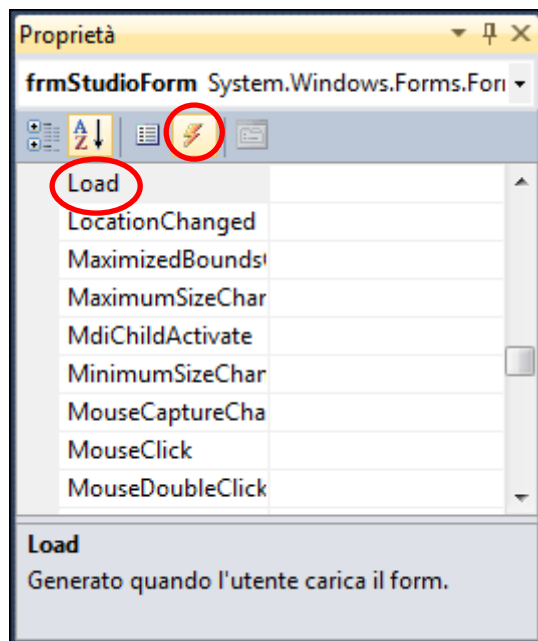 Proprietà
frmStudioForm System.Windows.Forms.For
A Z
Load
LocationChanged
MaximizedBounds
MaximumSizeChar
MdiChildActivate
MinimumSizeChar
MouseCaptureCha
MouseClick
MouseDoubleClick
Load
Generato quando l'utente carica il form.